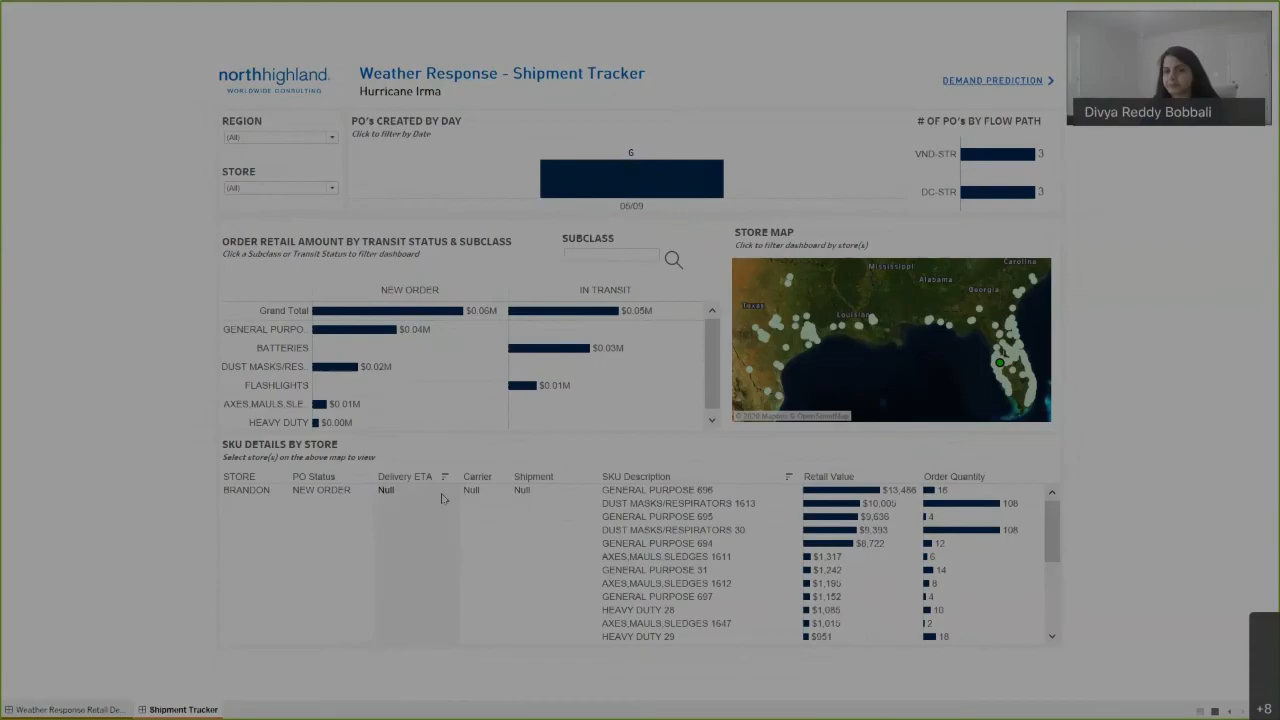 northhighland.
WORLDWIDE CONSULTING
Weather Response - Shipment Tracker
Hurricane Irma
DEMAND PREDICTION
Divya Reddy Bobbali
REGION
(All)
STORE
(All)
PO's CREATED BY DAY
Click to filter by Date
6
05/09
# OF PO's BY FLOW PATH
VND-STR 3
DC-STR 3
ORDER RETAIL AMOUNT BY TRANSIT STATUS & SUBCLASS
Click a Subclass or Transit Status to filter dashboard
SUBCLASS
NEW ORDER IN TRANSIT
Grand Total $0.06M $0.05M
GENERAL PURPO.. $0.04M
BATTERIES $0.03M
DUST MASKS/RES.. $0.02M
FLASHLIGHTS $0.01M
AXES,MAULS,SLE.. $0.01M
HEAVY DUTY $0.00M
STORE MAP
Click to filter dashboard by store(s)
Mississippi
Carolina
Alabama
Georgia
Texas
Louisiana
© 2020 Mapbox © OpenStreetMap
SKU DETAILS BY STORE
Select store(s) on the above map to view
STORE PO Status Delivery ETA Carrier Shipment SKU Description Retail Value Order Quantity
BRANDON NEW ORDER Null Null Null GENERAL PURPOSE 696 $13,466 16
DUST MASKS/RESPIRATORS 1613 $10,005 108
GENERAL PURPOSE 695 $9,636 4
DUST MASKS/RESPIRATORS 30 $9,393 108
GENERAL PURPOSE 694 $8,722 12
AXES,MAULS,SLEDGES 1611 $1,317 6
GENERAL PURPOSE 31 $1,242 14
AXES,MAULS,SLEDGES 1612 $1,195 8
GENERAL PURPOSE 697 $1,152 4
HEAVY DUTY 28 $1,085 10
AXES,MAULS,SLEDGES 1647 $1,015 2
HEAVY DUTY 29 $951 18
Weather Response Retail De...
Shipment Tracker
+8